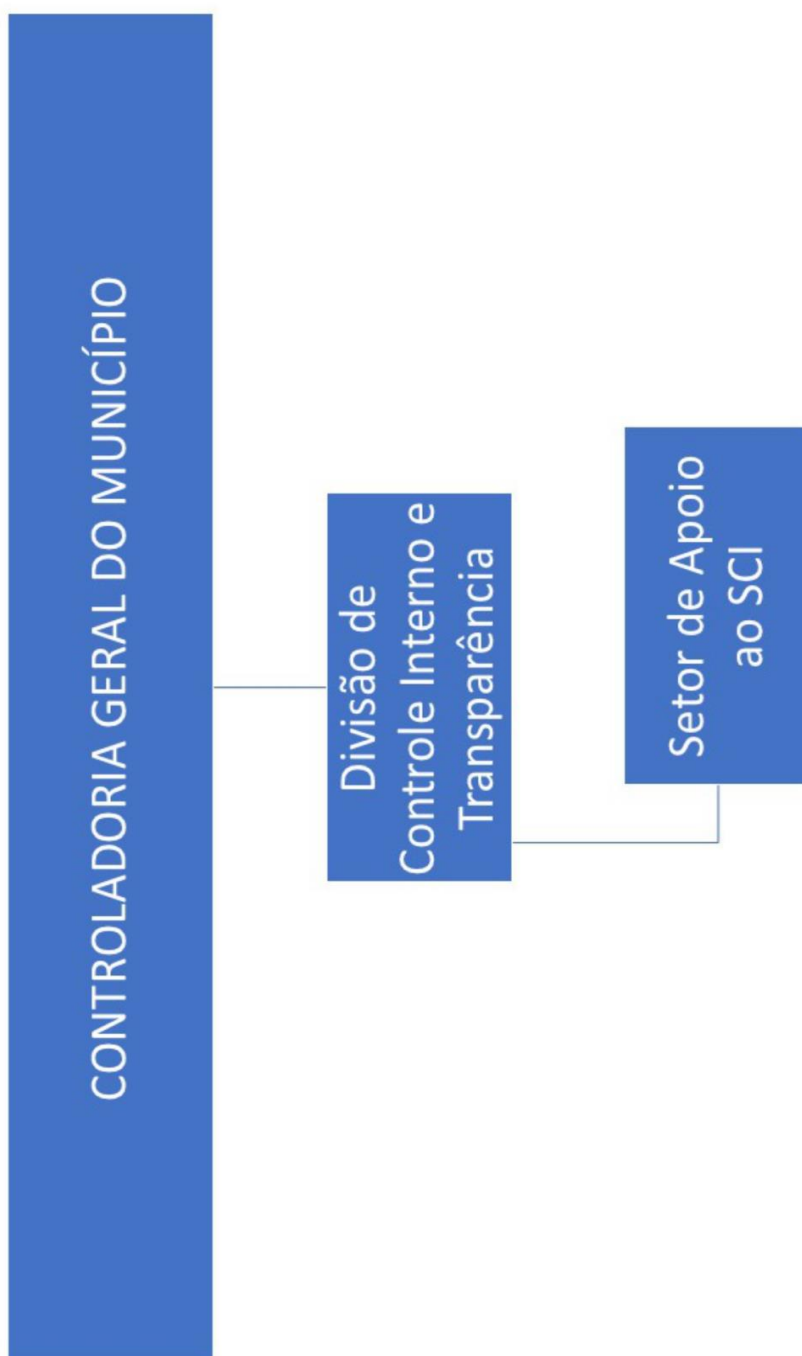 CONTROLADORIA GERAL DO MUNICÍPIO
Divisão de
Controle Interno e
Transparência
Setor de Apoio
ao SCI